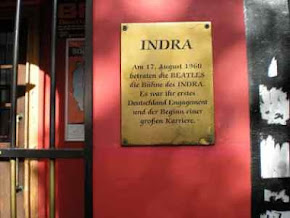 INDRA
Am 17. August 1960
betraten die BEATLES
die Bühne des INDRA.
Es war ihr erstes
Deutschland Engagement
und der Beginn einer
großen Karriere.